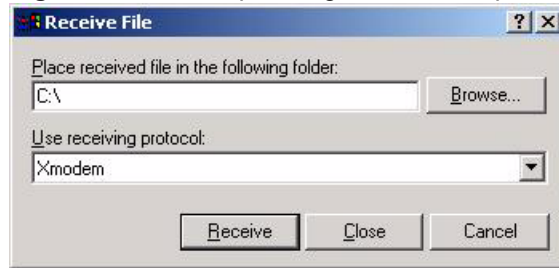 Receive File
Place received file in the following folder:
C:\
Browse...
Use receiving protocol:
Xmodem
Receive Close Cancel